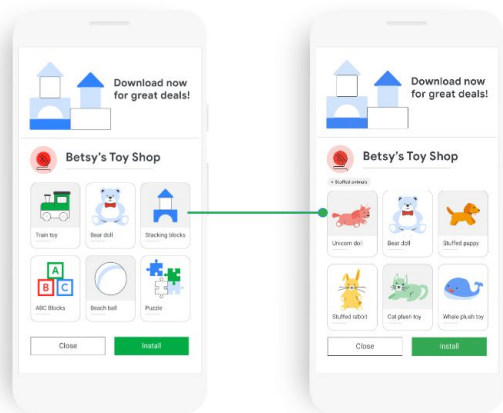 Download now
for great deals!
Betsy's Toy Shop
Train toy
Bear doll
Stacking blocks
A
B C
ABC Blocks
Beach ball
Puzzle
Close
Install
Download now
for great deals!
Betsy's Toy Shop
+ Stuffed animals
Unicorn doll
Bear doll
Stuffed puppy
Stuffed rabbit
Cat plush toy
Whale plush toy
Close
Install